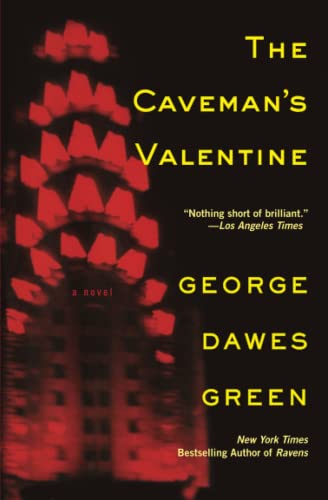 THE
CAVEMAN'S
VALENTINE
"Nothing short of brilliant."
—Los Angeles Times
a novel
GEORGE
DAWES
GREEN
New York Times
Bestselling Author of Ravens